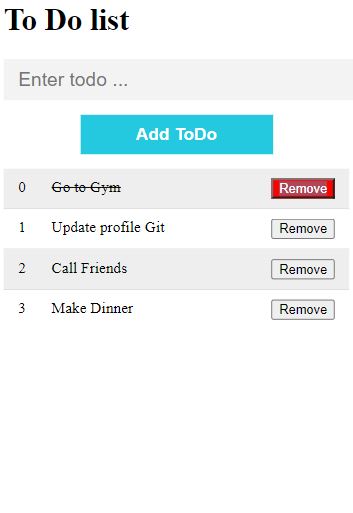 To Do list
Enter todo ...
Add ToDo
0 Go to Gym Remove
1 Update profile Git Remove
2 Call Friends Remove
3 Make Dinner Remove